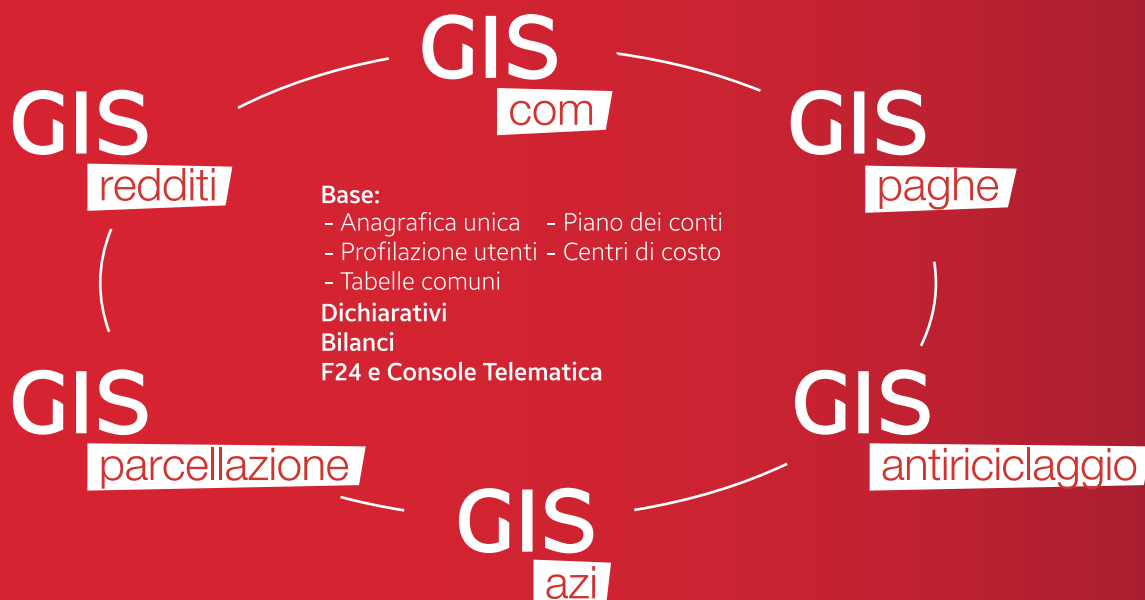 GIS
com
GIS
redditi
GIS
paghe
Base:
- Anagrafica unica - Piano dei conti
- Profilazione utenti - Centri di costo
- Tabelle comuni
Dichiarativi
Bilanci
F24 e Console Telematica
GIS
parcellazione
GIS
antiriciclaggio
GIS
azi